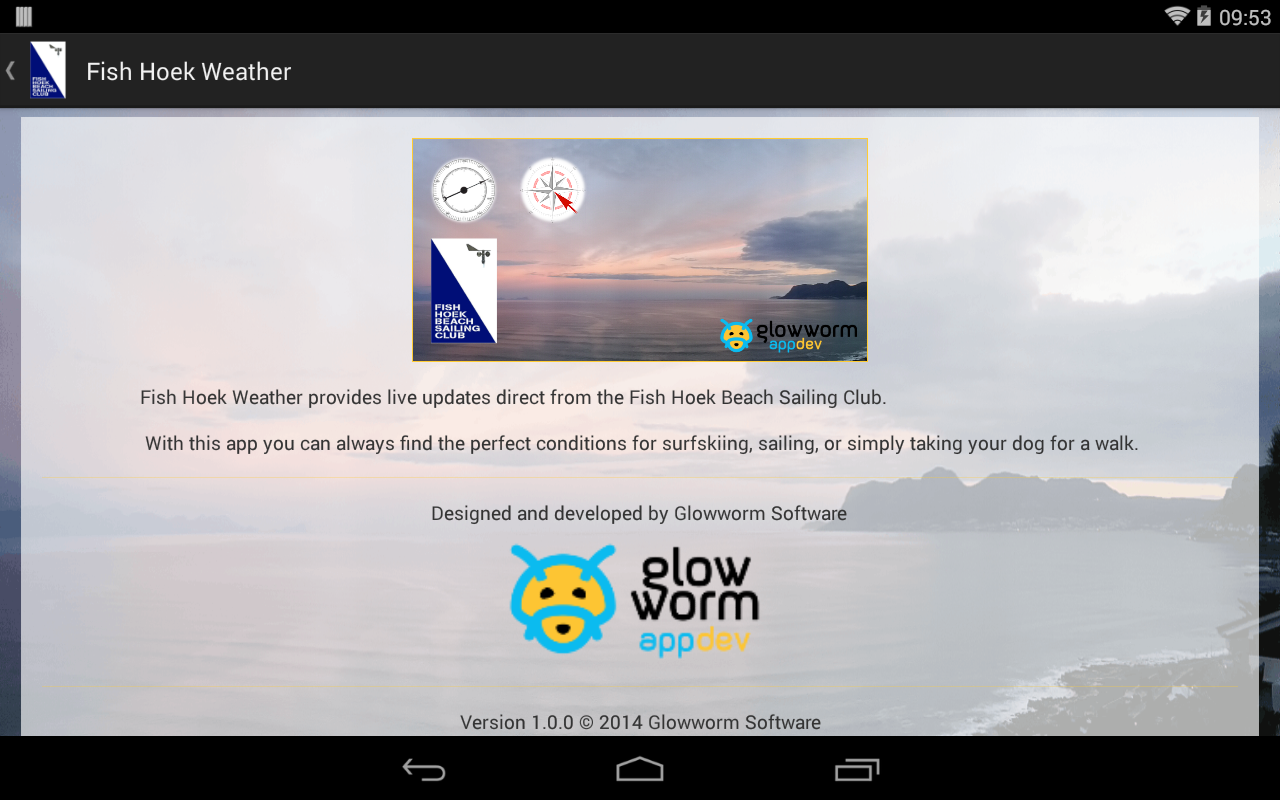 09:53
Fish Hoek Weather
FISH
HOEK
BEACH
SAILING
CLUB
FISH
HOEK
BEACH
SAILING
CLUB
glowworm
appdev
Fish Hoek Weather provides live updates direct from the Fish Hoek Beach Sailing Club.
With this app you can always find the perfect conditions for surfskiing, sailing, or simply taking your dog for a walk.
Designed and developed by Glowworm Software
glow
worm
appdev
Version 1.0.0 © 2014 Glowworm Software